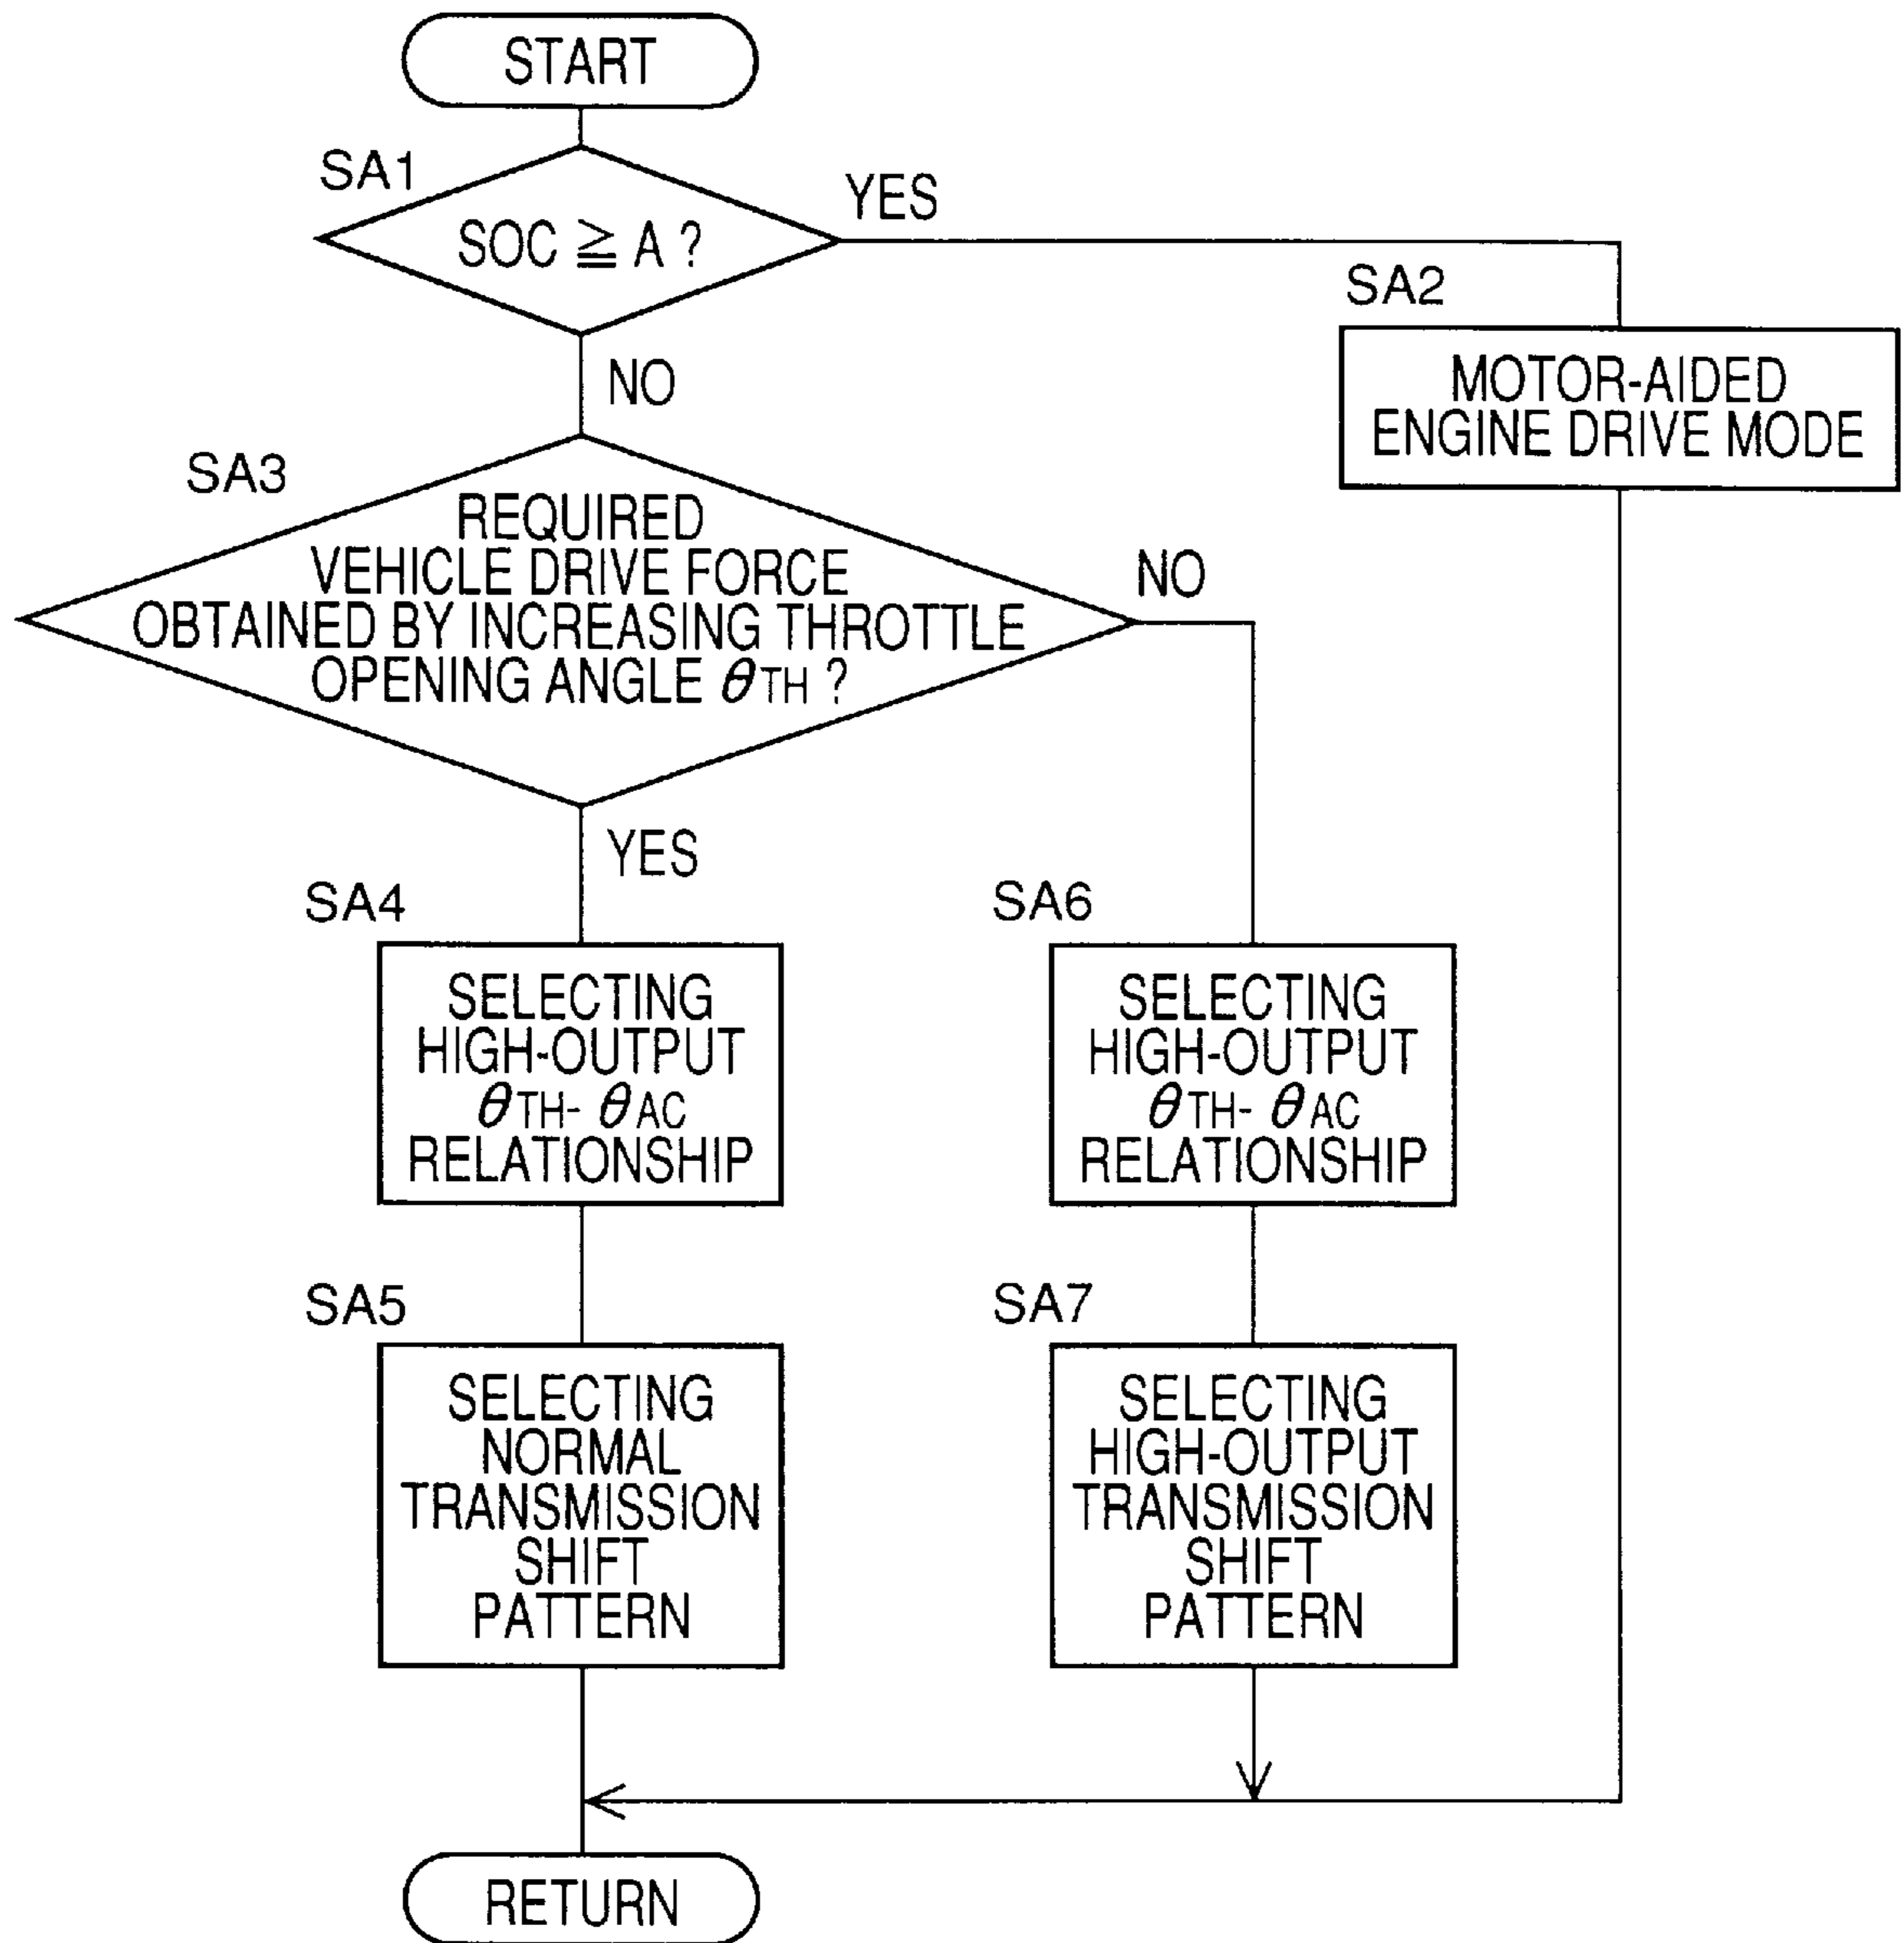 START
SA1
SOC ≧ A ?
YES
NO
SA2
MOTOR-AIDED
ENGINE DRIVE MODE
SA3
REQUIRED
VEHICLE DRIVE FORCE
OBTAINED BY INCREASING THROTTLE
OPENING ANGLE θTH ?
NO
YES
SA4
SELECTING
HIGH-OUTPUT
θTH- θAC
RELATIONSHIP
SA5
SELECTING
NORMAL
TRANSMISSION
SHIFT
PATTERN
SA6
SELECTING
HIGH-OUTPUT
θTH- θAC
RELATIONSHIP
SA7
SELECTING
HIGH-OUTPUT
TRANSMISSION
SHIFT
PATTERN
RETURN